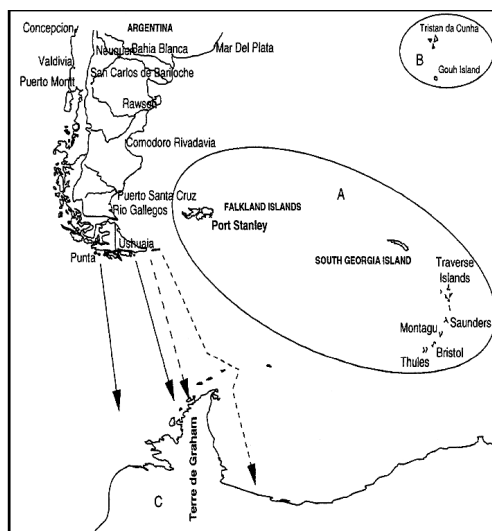 Concepcion
ARGENTINA
Tristan da Cunha
Neuquen
Bahia Blanca
Mar Del Plata
Valdivia
B
San Carlos de Bariloche
Puerto Montt
Gouh Island
Rawson
Comodoro Rivadavia
Puerto Santa Cruz
A
Rio Gallegos
FALKLAND ISLANDS
Port Stanley
Ushuaia
Punta
SOUTH GEORGIA ISLAND
Traverse
Islands
Saunders
Montagu
Bristol
Thules
Terre de Graham
C